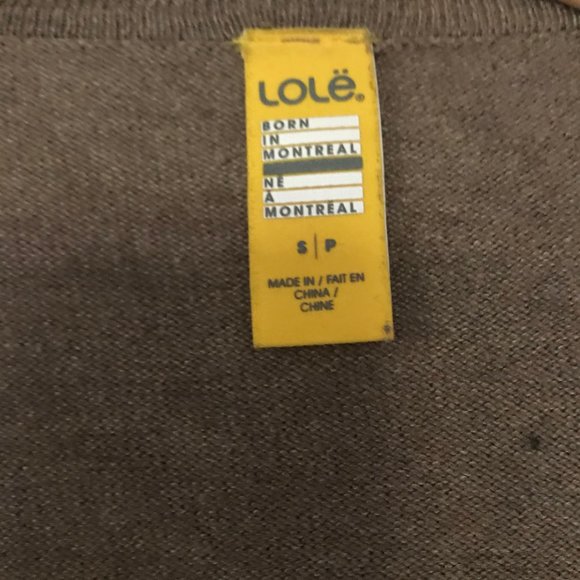 LOLË®
BORN
IN
MONTREAL
NÉ
À
MONTRÉAL
S | P
MADE IN / FAIT EN
CHINA /
CHINE